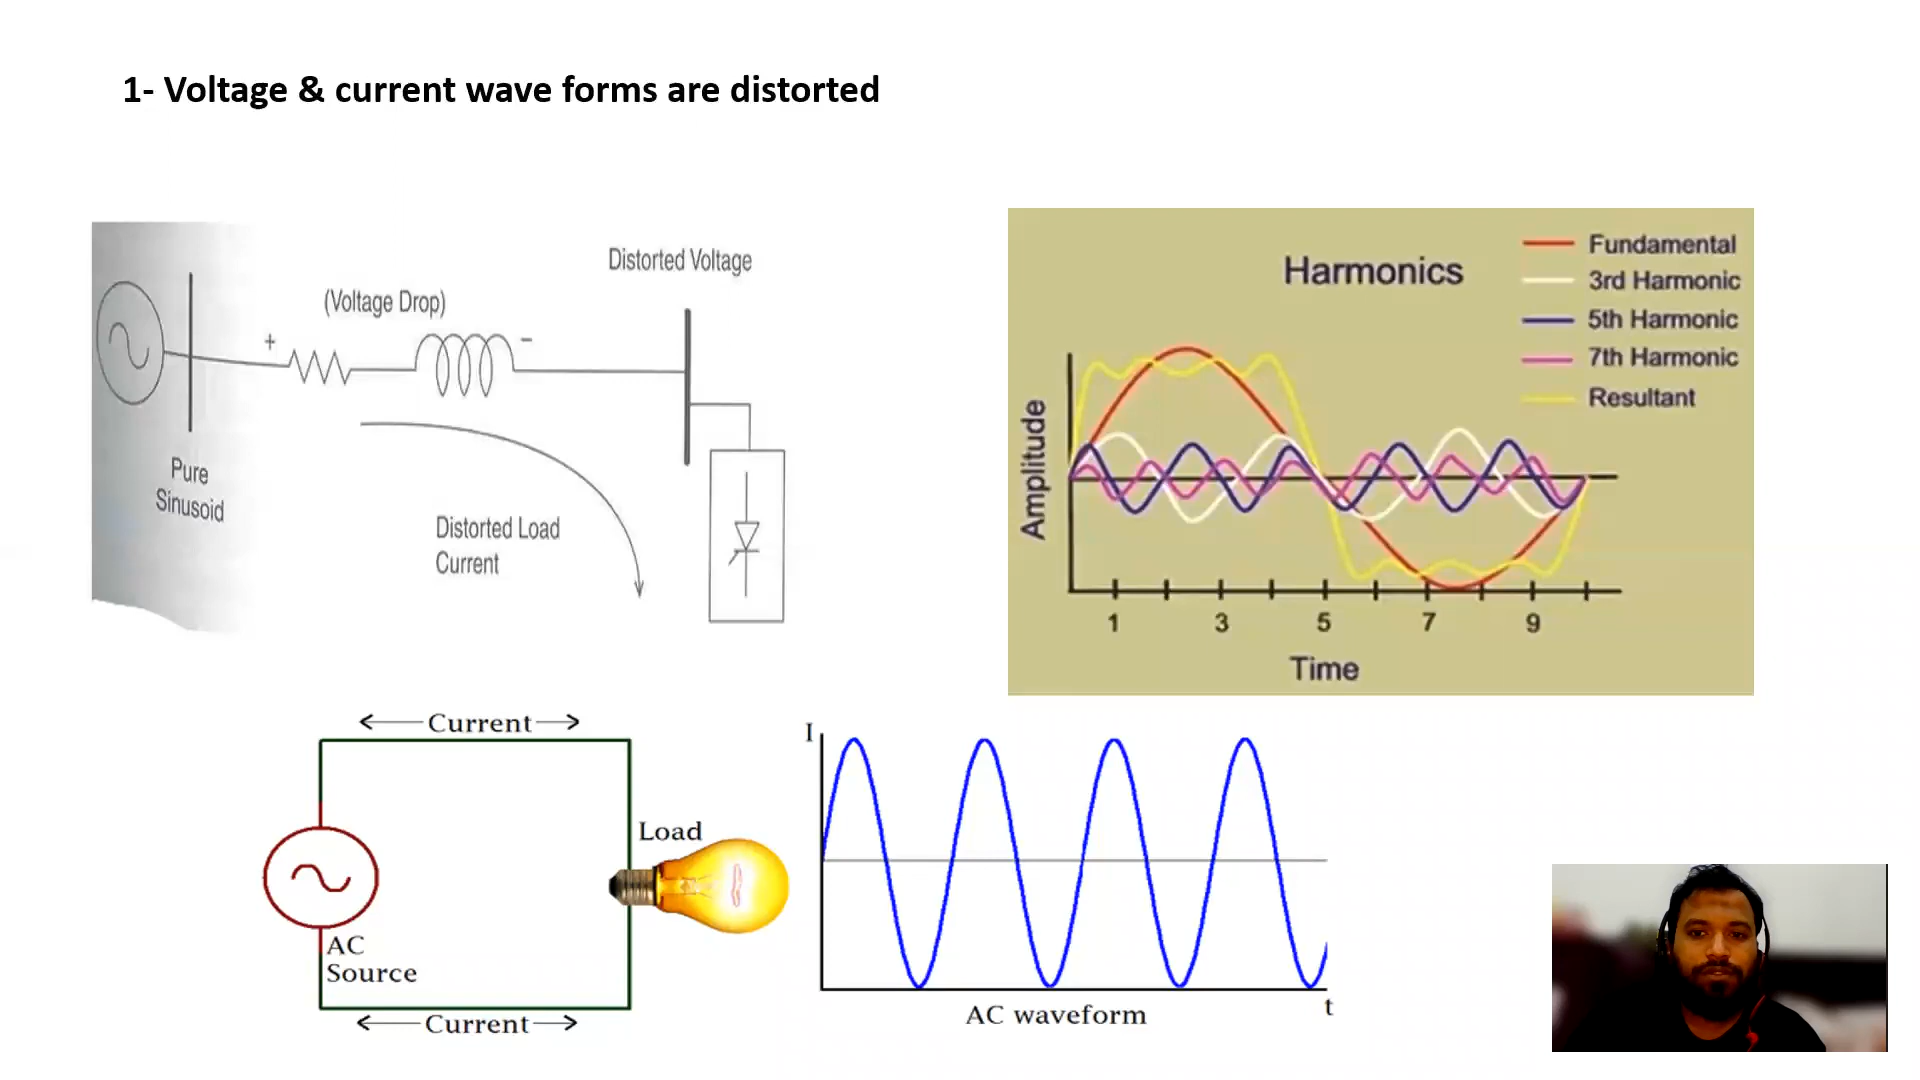 1- Voltage & current wave forms are distorted
Distorted Voltage
(Voltage Drop)
+
-
Pure
Sinusoid
Distorted Load
Current
Harmonics
Fundamental
3rd Harmonic
5th Harmonic
7th Harmonic
Resultant
Amplitude
1 3 5 7 9
Time
Current
Load
AC
Source
Current
I
AC waveform
t